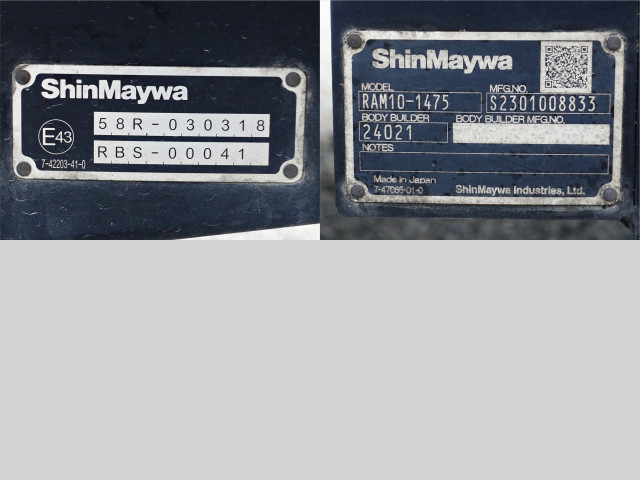 ShinMaywa
58R-030318
E43
RBS-00041
7-42203-41-0
ShinMaywa
MODEL
MFG.NO.
RAM10-1475
S2301008833
BODY BUILDER
BODY BUILDER MFG.NO.
24021
NOTES
Made in Japan
7-47085-01-0
ShinMaywa Industries, Ltd.